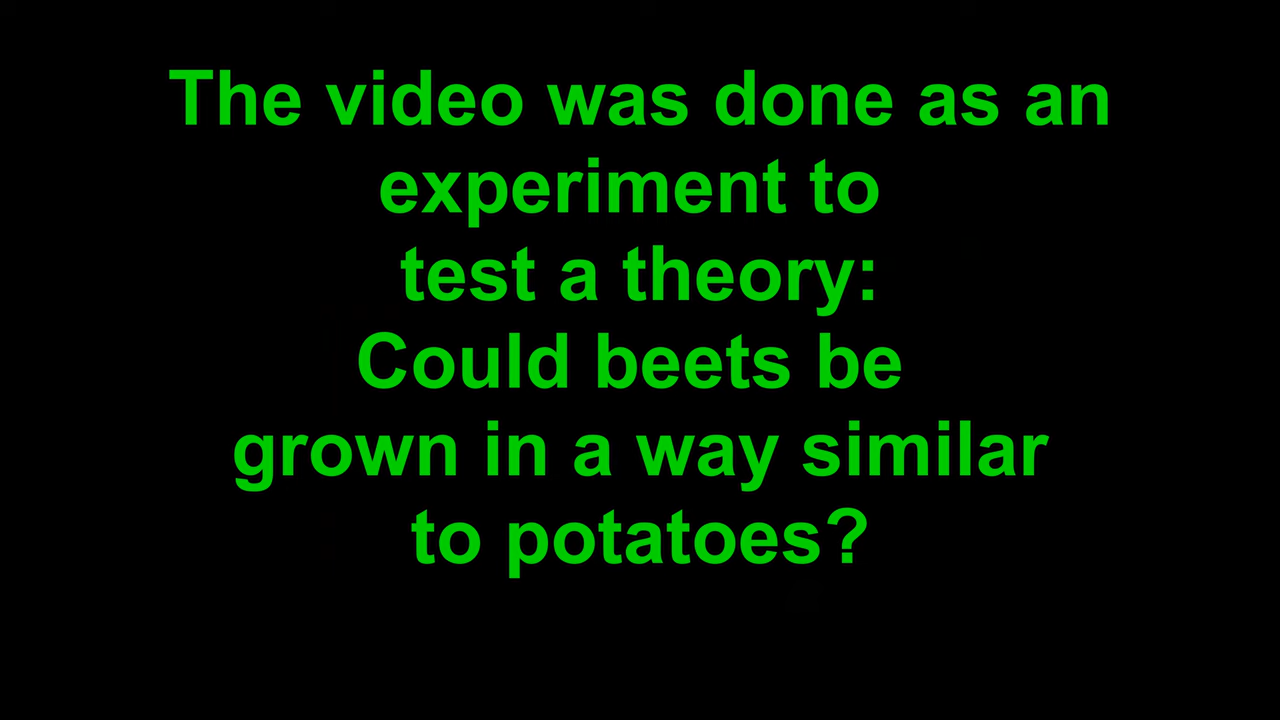 The video was done as an
experiment to
test a theory:
Could beets be
grown in a way similar
to potatoes?